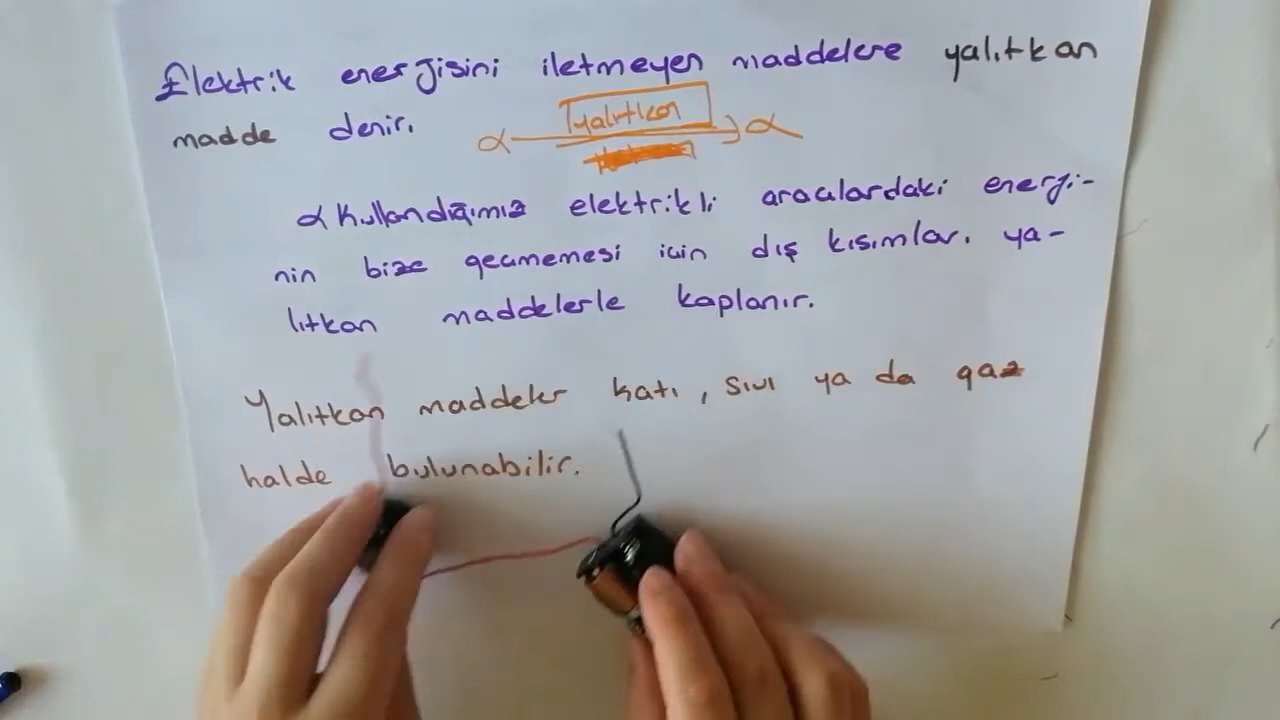 Elektrik enerjisini iletmeyen maddelere yalıtkan
madde denir.
yalıtkan
α α
α Kullandığımız elektrikli araçlardaki enerji-
nin bize geçmemesi için dış kısımlar. ya-
lıtkan maddelerle kaplanır.
Yalıtkan maddeler katı, sıvı ya da gaz
halde bulunabilir.